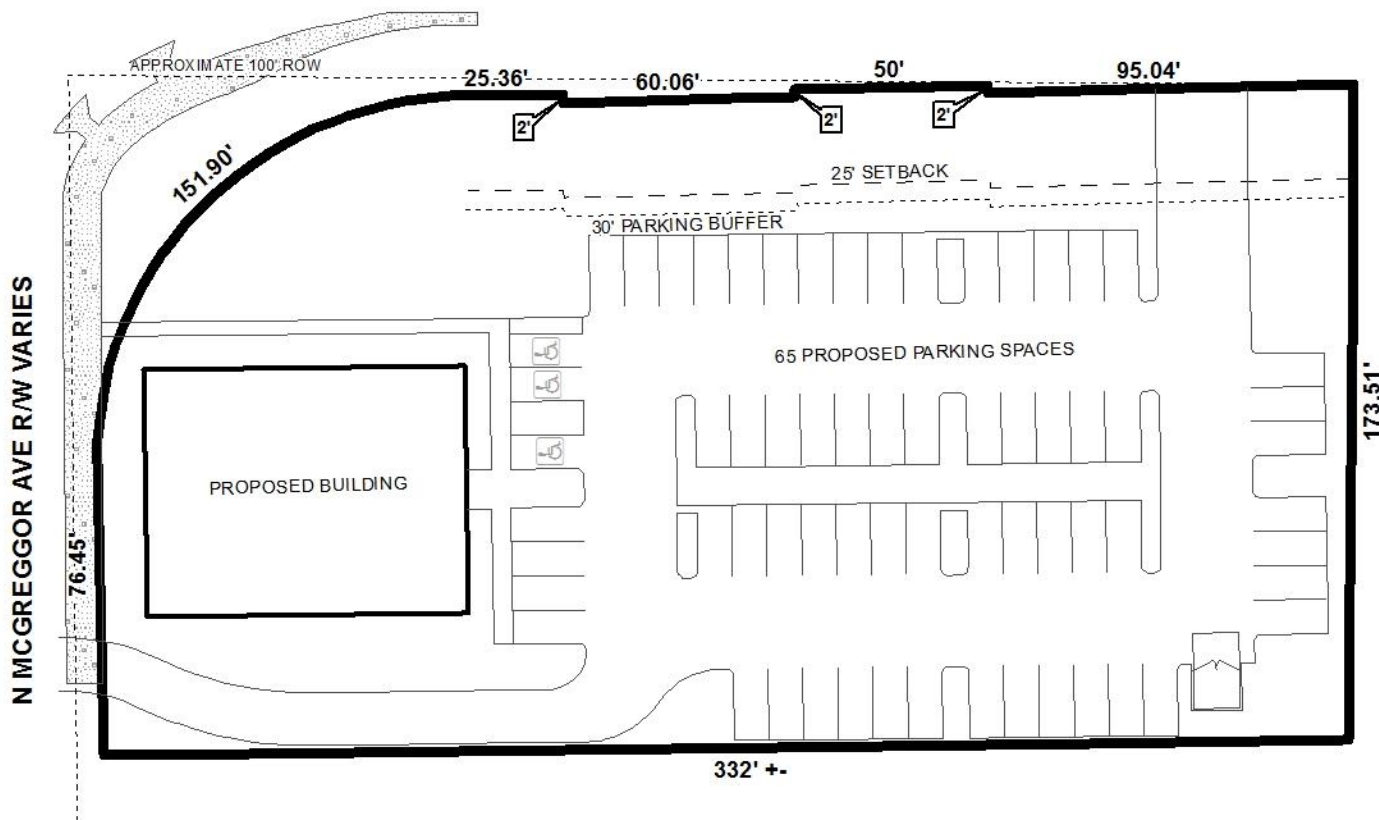 APPROXIMATE 100' ROW
25.36'
60.06'
50'
95.04'
2'
2'
2'
151.90'
25' SETBACK
30' PARKING BUFFER
65 PROPOSED PARKING SPACES
173.51'
N MCGREGGOR AVE R/W VARIES
PROPOSED BUILDING
76.45'
332' +-